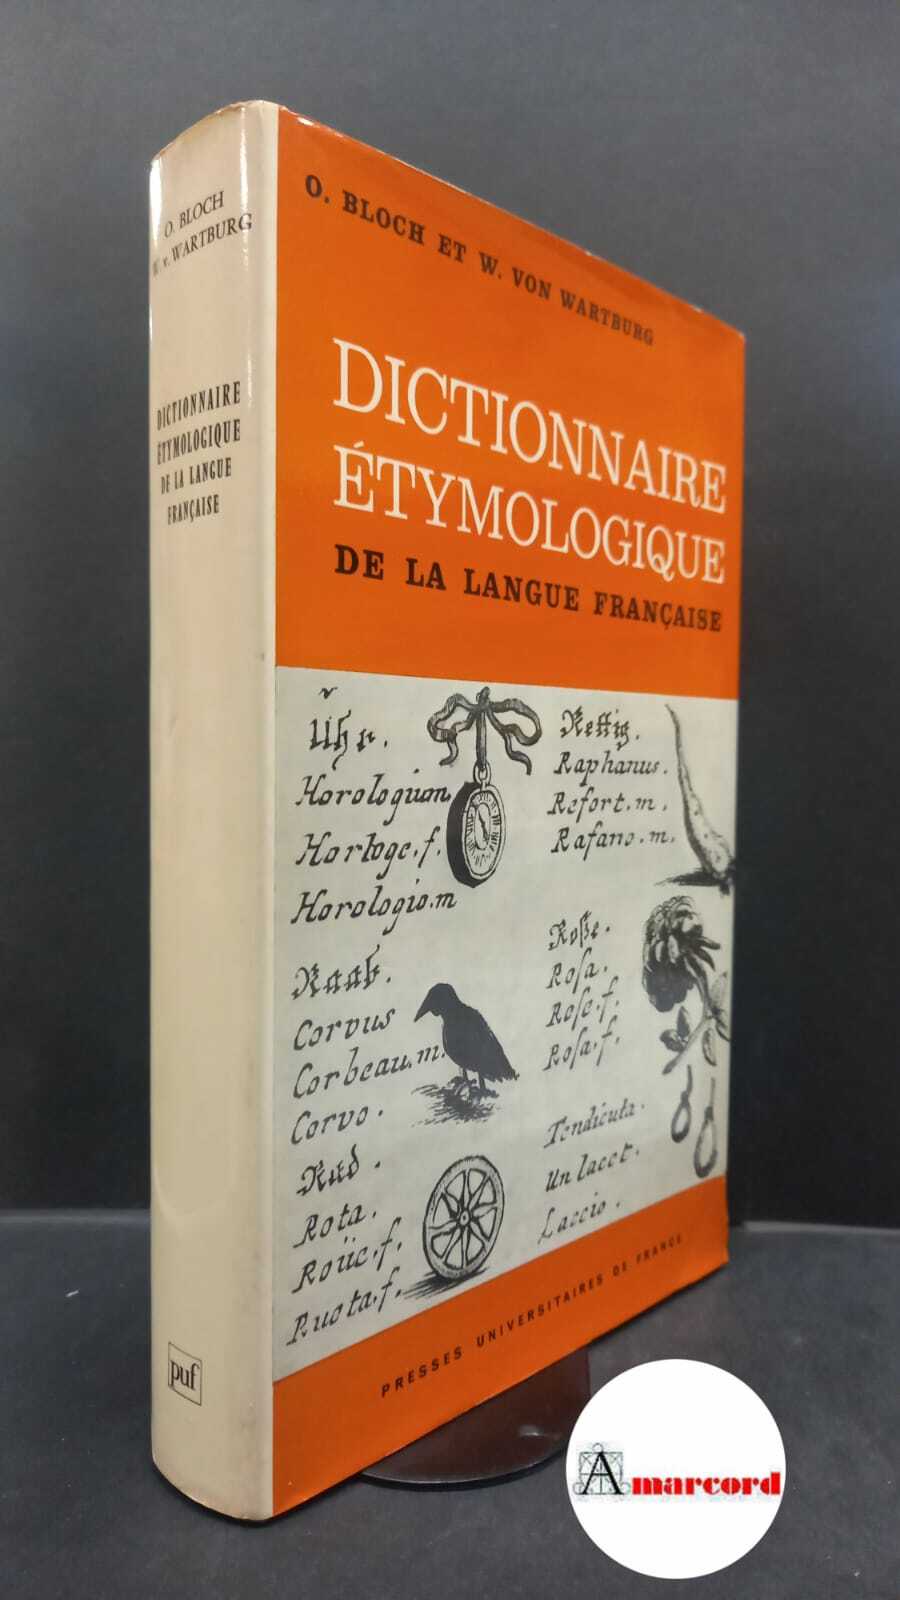 O. BLOCH
W. v. WARTBURG
DICTIONNAIRE
ÉTYMOLOGIQUE
DE LA LANGUE
FRANÇAISE
puf
O. BLOCH ET W. VON WARTBURG
DICTIONNAIRE
ÉTYMOLOGIQUE
DE LA LANGUE FRANÇAISE
Ŭhr.
Horologium
Horloge.f.
Horologio.m
Raab.
Corvus
Corbeau.m.
Corvo.
Rad.
Rota.
Roüe.f.
Ruota.f.
Rettig.
Raphanus.
Refort.m.
Rafano.m.
Roſe.
Roſa.
Roſe.f.
Roſa.f.
Tendicula.
Un lacet.
Laccio.
PRESSES UNIVERSITAIRES DE FRANCE
Amarcord